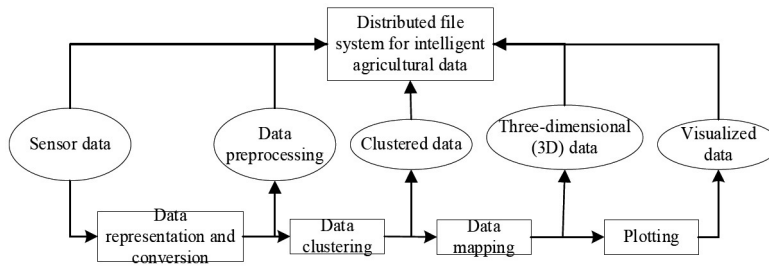 Distributed file
system for intelligent
agricultural data
Sensor data
Data
preprocessing
Clustered data
Three-dimensional
(3D) data
Visualized
data
Data
representation and
conversion
Data
clustering
Data
mapping
Plotting